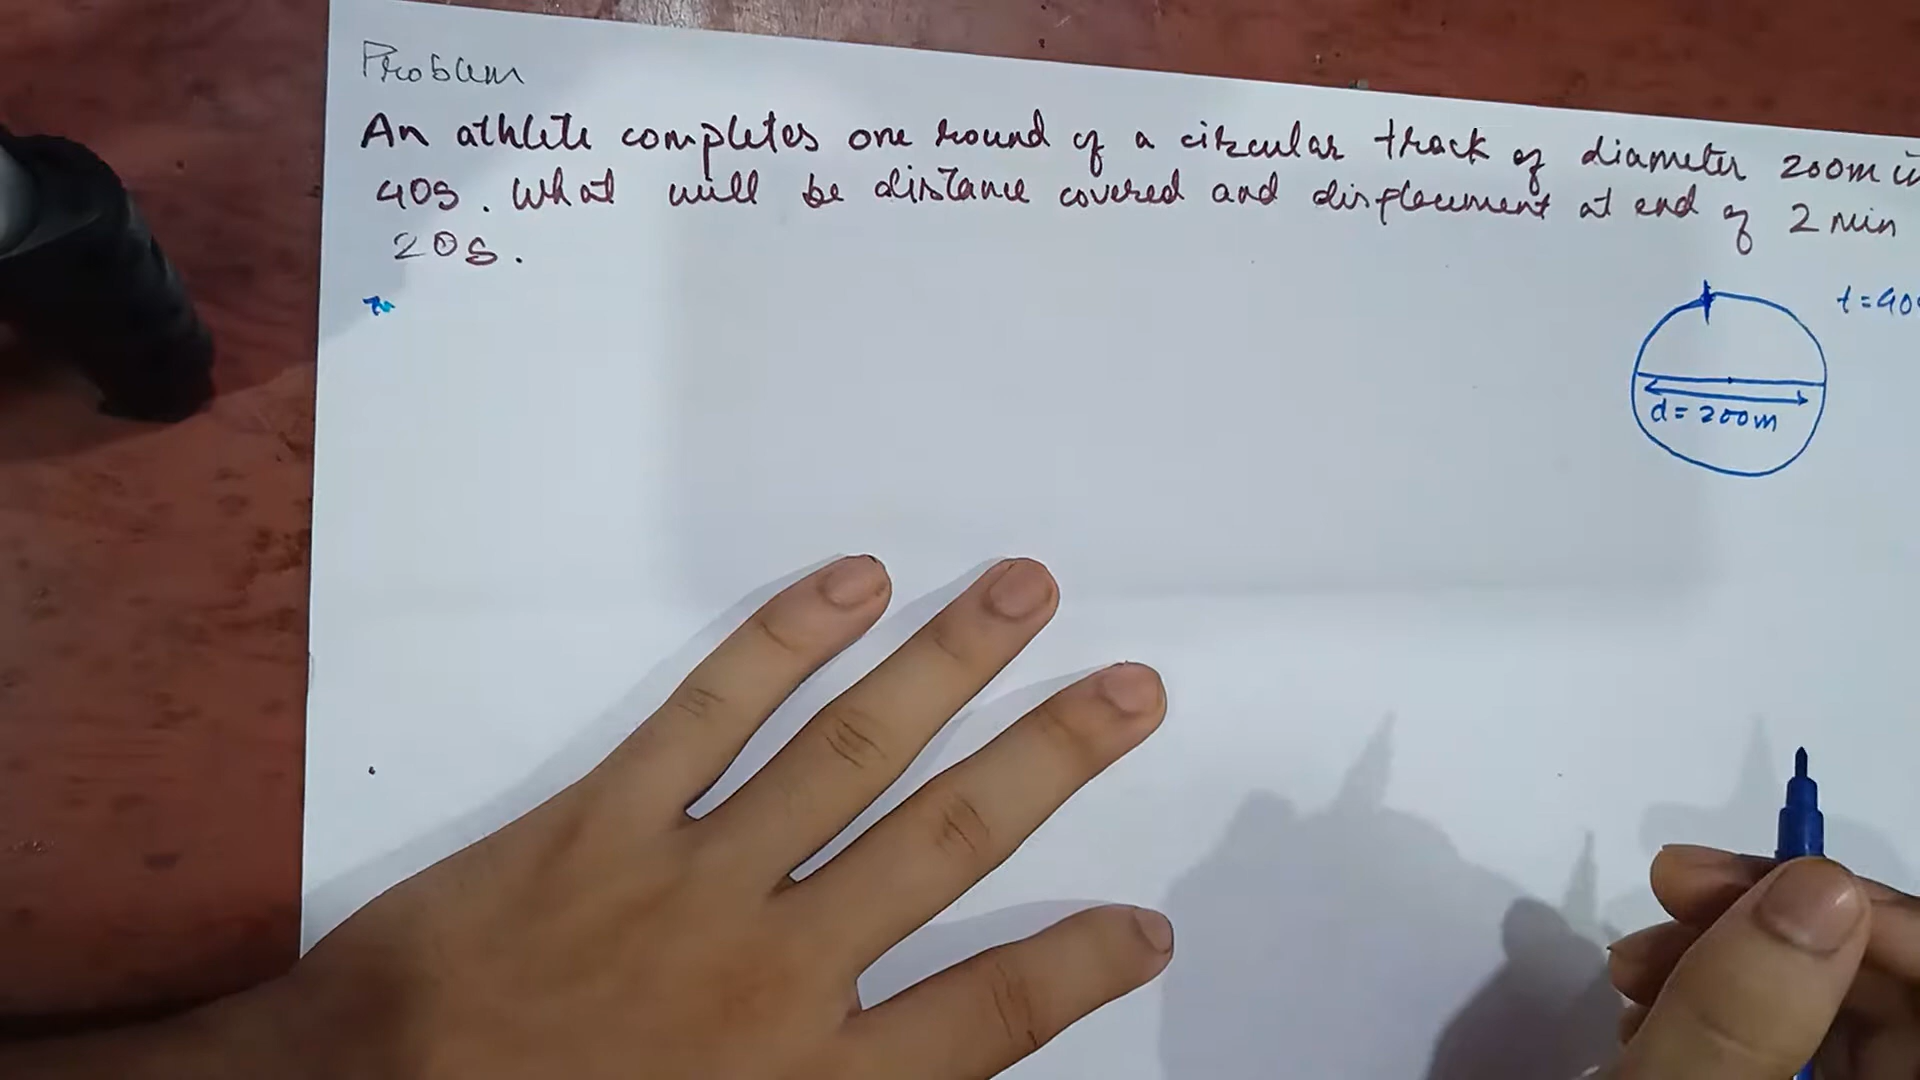 Problem
An athlete completes one round of a circular track of diameter 200m in
40s. What will be distance covered and displacement at end of 2 min
20s.
t=40
d=200m